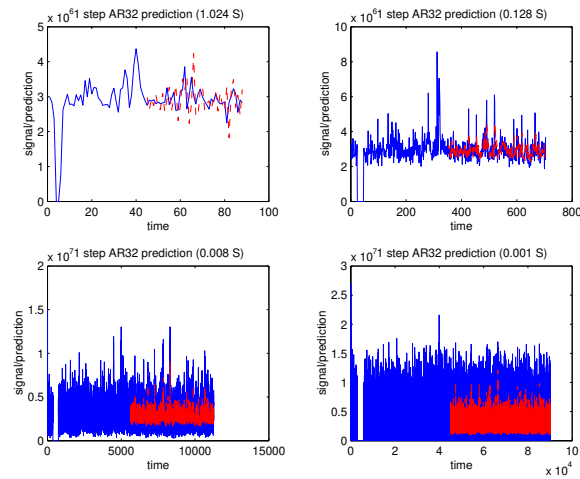 x 10^6 1 step AR32 prediction (1.024 S)
5
4
3
2
1
0
signal/prediction
0 20 40 60 80 100
time
x 10^6 1 step AR32 prediction (0.128 S)
10
8
6
4
2
0
signal/prediction
0 200 400 600 800
time
x 10^7 1 step AR32 prediction (0.008 S)
2
1.5
1
0.5
0
signal/prediction
0 5000 10000 15000
time
x 10^7 1 step AR32 prediction (0.001 S)
3
2.5
2
1.5
1
0.5
0
signal/prediction
0 2 4 6 8 10
time
x 10^4